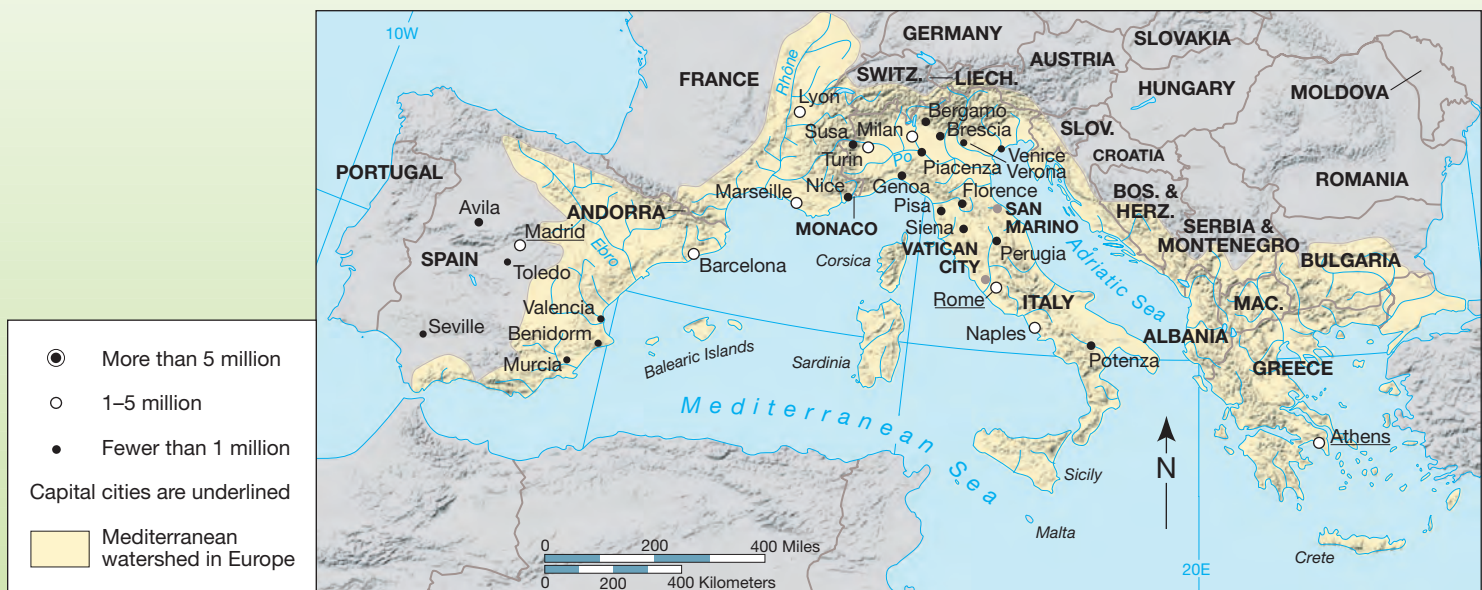 10W
GERMANY
SLOVAKIA
AUSTRIA
FRANCE
Rhône
SWITZ.
LIECH.
HUNGARY
MOLDOVA
Lyon
Bergamo
Susa
Milan
Brescia
SLOV.
Turin
Po
Venice
CROATIA
PORTUGAL
Piacenza
Verona
ROMANIA
Marseille
Nice
Genoa
Florence
BOS. &
HERZ.
Avila
ANDORRA
Pisa
SAN
MARINO
MONACO
Siena
SERBIA &
MONTENEGRO
Madrid
Ebro
VATICAN
CITY
Perugia
Adriatic Sea
SPAIN
Toledo
Barcelona
Corsica
BULGARIA
Rome
ITALY
MAC.
Valencia
Seville
Benidorm
Naples
ALBANIA
Murcia
Balearic Islands
Sardinia
Potenza
GREECE
Mediterranean Sea
Athens
N
Sicily
Malta
Crete
20E
0 200 400 Miles
0 200 400 Kilometers
More than 5 million
1–5 million
Fewer than 1 million
Capital cities are underlined
Mediterranean
watershed in Europe